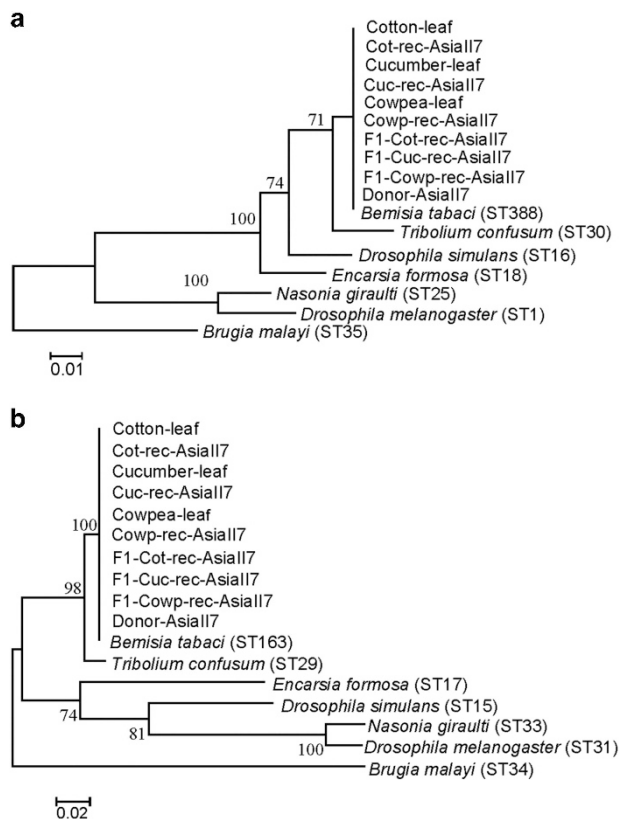 a
Cotton-leaf
Cot-rec-AsiaII7
Cucumber-leaf
Cuc-rec-AsiaII7
Cowpea-leaf
71
Cowp-rec-AsiaII7
F1-Cot-rec-AsiaII7
F1-Cuc-rec-AsiaII7
F1-Cowp-rec-AsiaII7
74
Donor-AsiaII7
Bemisia tabaci (ST388)
100
Tribolium confusum (ST30)
Drosophila simulans (ST16)
Encarsia formosa (ST18)
100
Nasonia giraulti (ST25)
Drosophila melanogaster (ST1)
Brugia malayi (ST35)
0.01
b
Cotton-leaf
Cot-rec-AsiaII7
Cucumber-leaf
Cuc-rec-AsiaII7
Cowpea-leaf
100
Cowp-rec-AsiaII7
F1-Cot-rec-AsiaII7
F1-Cuc-rec-AsiaII7
98
F1-Cowp-rec-AsiaII7
Donor-AsiaII7
Bemisia tabaci (ST163)
Tribolium confusum (ST29)
Encarsia formosa (ST17)
74
Drosophila simulans (ST15)
81
Nasonia giraulti (ST33)
100
Drosophila melanogaster (ST31)
Brugia malayi (ST34)
0.02